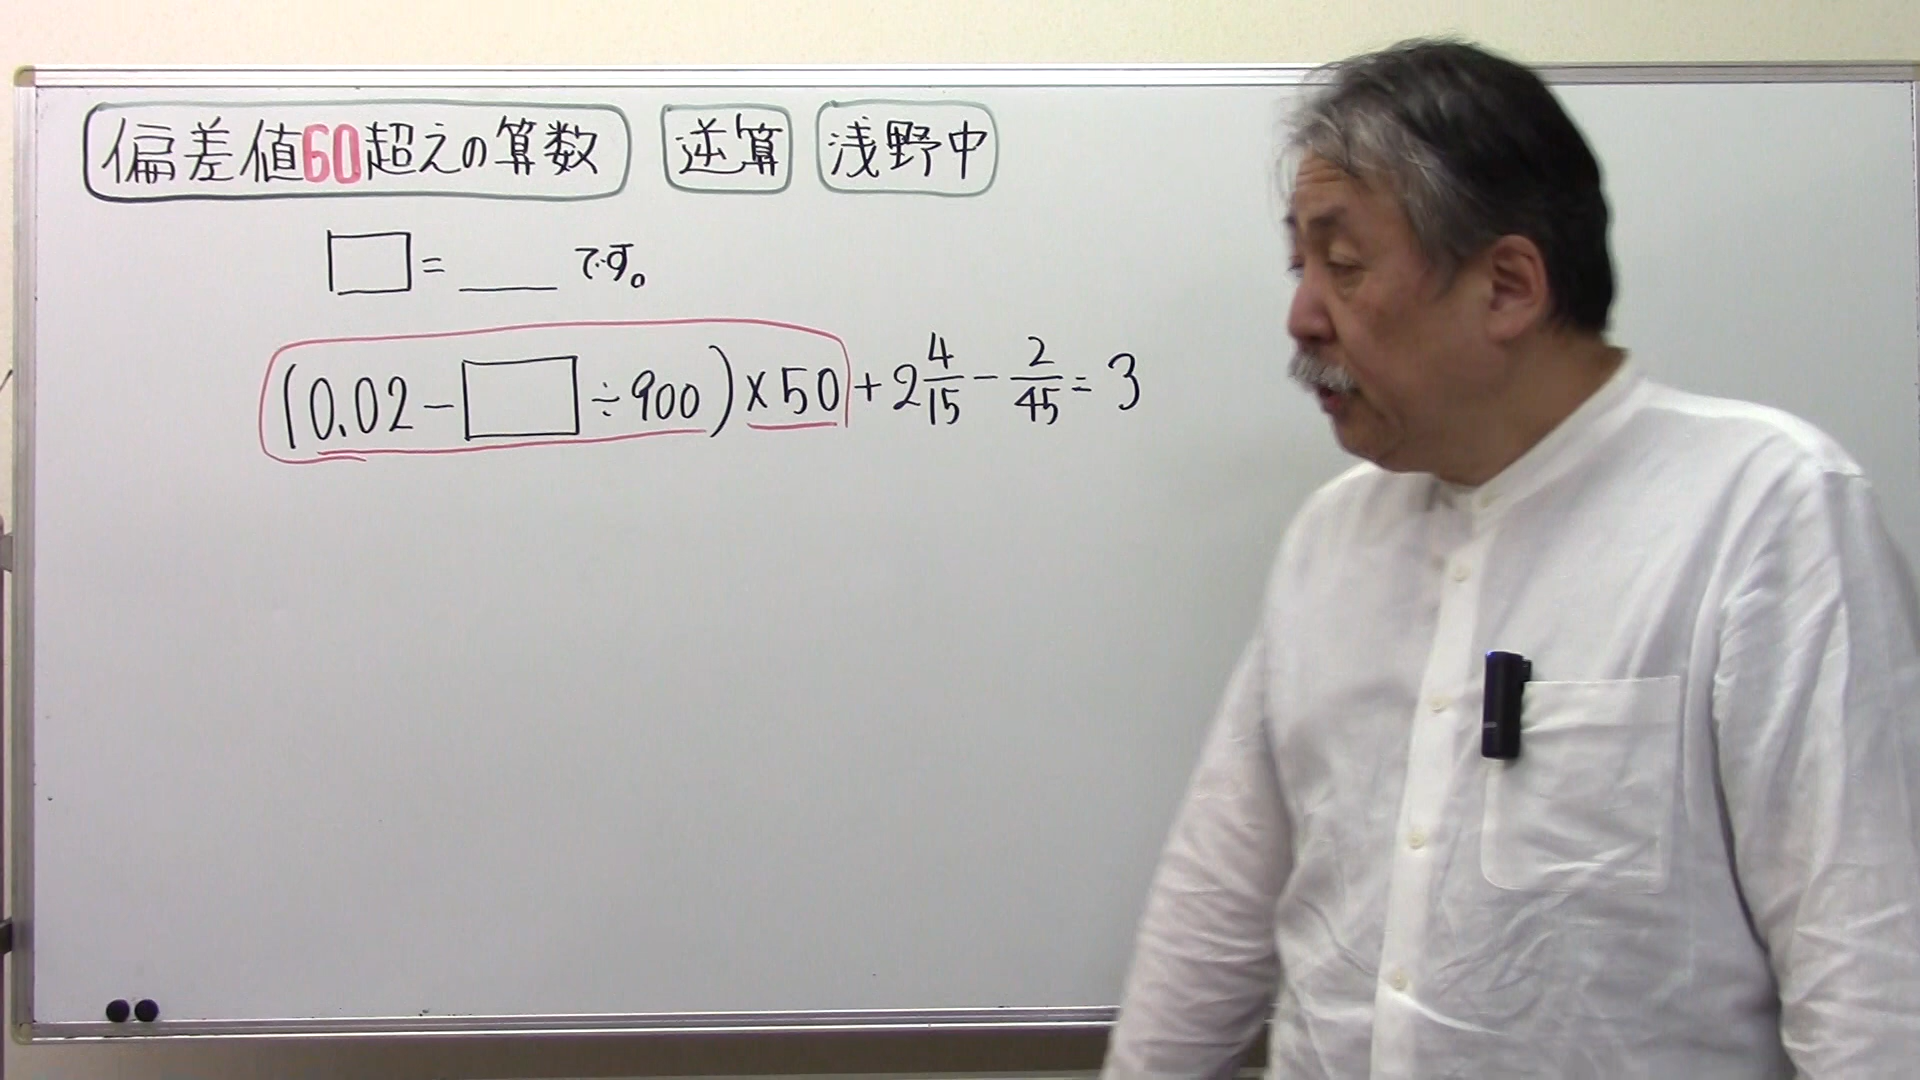 偏差値60超えの算数 逆算 浅野中
□=____ です。
(0.02-□÷900)×50+2 4/15-2/45=3